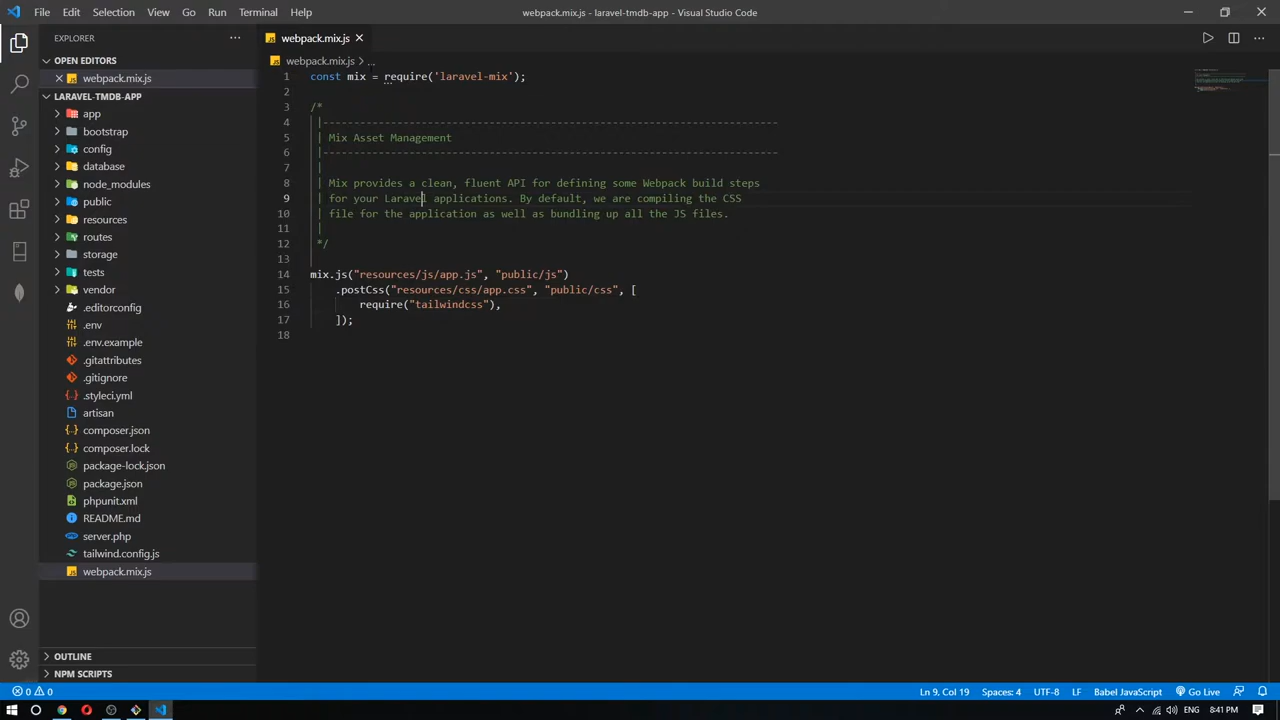 File Edit Selection View Go Run Terminal Help
webpack.mix.js - laravel-tmdb-app - Visual Studio Code
EXPLORER
OPEN EDITORS
webpack.mix.js
LARAVEL-TMDB-APP
app
bootstrap
config
database
node_modules
public
resources
routes
storage
tests
vendor
.editorconfig
.env
.env.example
.gitattributes
.gitignore
.styleci.yml
artisan
composer.json
composer.lock
package-lock.json
package.json
phpunit.xml
README.md
server.php
tailwind.config.js
webpack.mix.js
OUTLINE
NPM SCRIPTS
webpack.mix.js
webpack.mix.js > ...
1 const mix = require('laravel-mix');
2
3 /*
4 |--------------------------------------------------------------------------
5 | Mix Asset Management
6 |--------------------------------------------------------------------------
7 |
8 | Mix provides a clean, fluent API for defining some Webpack build steps
9 | for your Laravel applications. By default, we are compiling the CSS
10 | file for the application as well as bundling up all the JS files.
11 |
12 */
13
14 mix.js("resources/js/app.js", "public/js")
15 .postCss("resources/css/app.css", "public/css", [
16 require("tailwindcss"),
17 ]);
18
0 0
Ln 9, Col 19 Spaces: 4 UTF-8 LF Babel JavaScript Go Live
ENG 8:41 PM